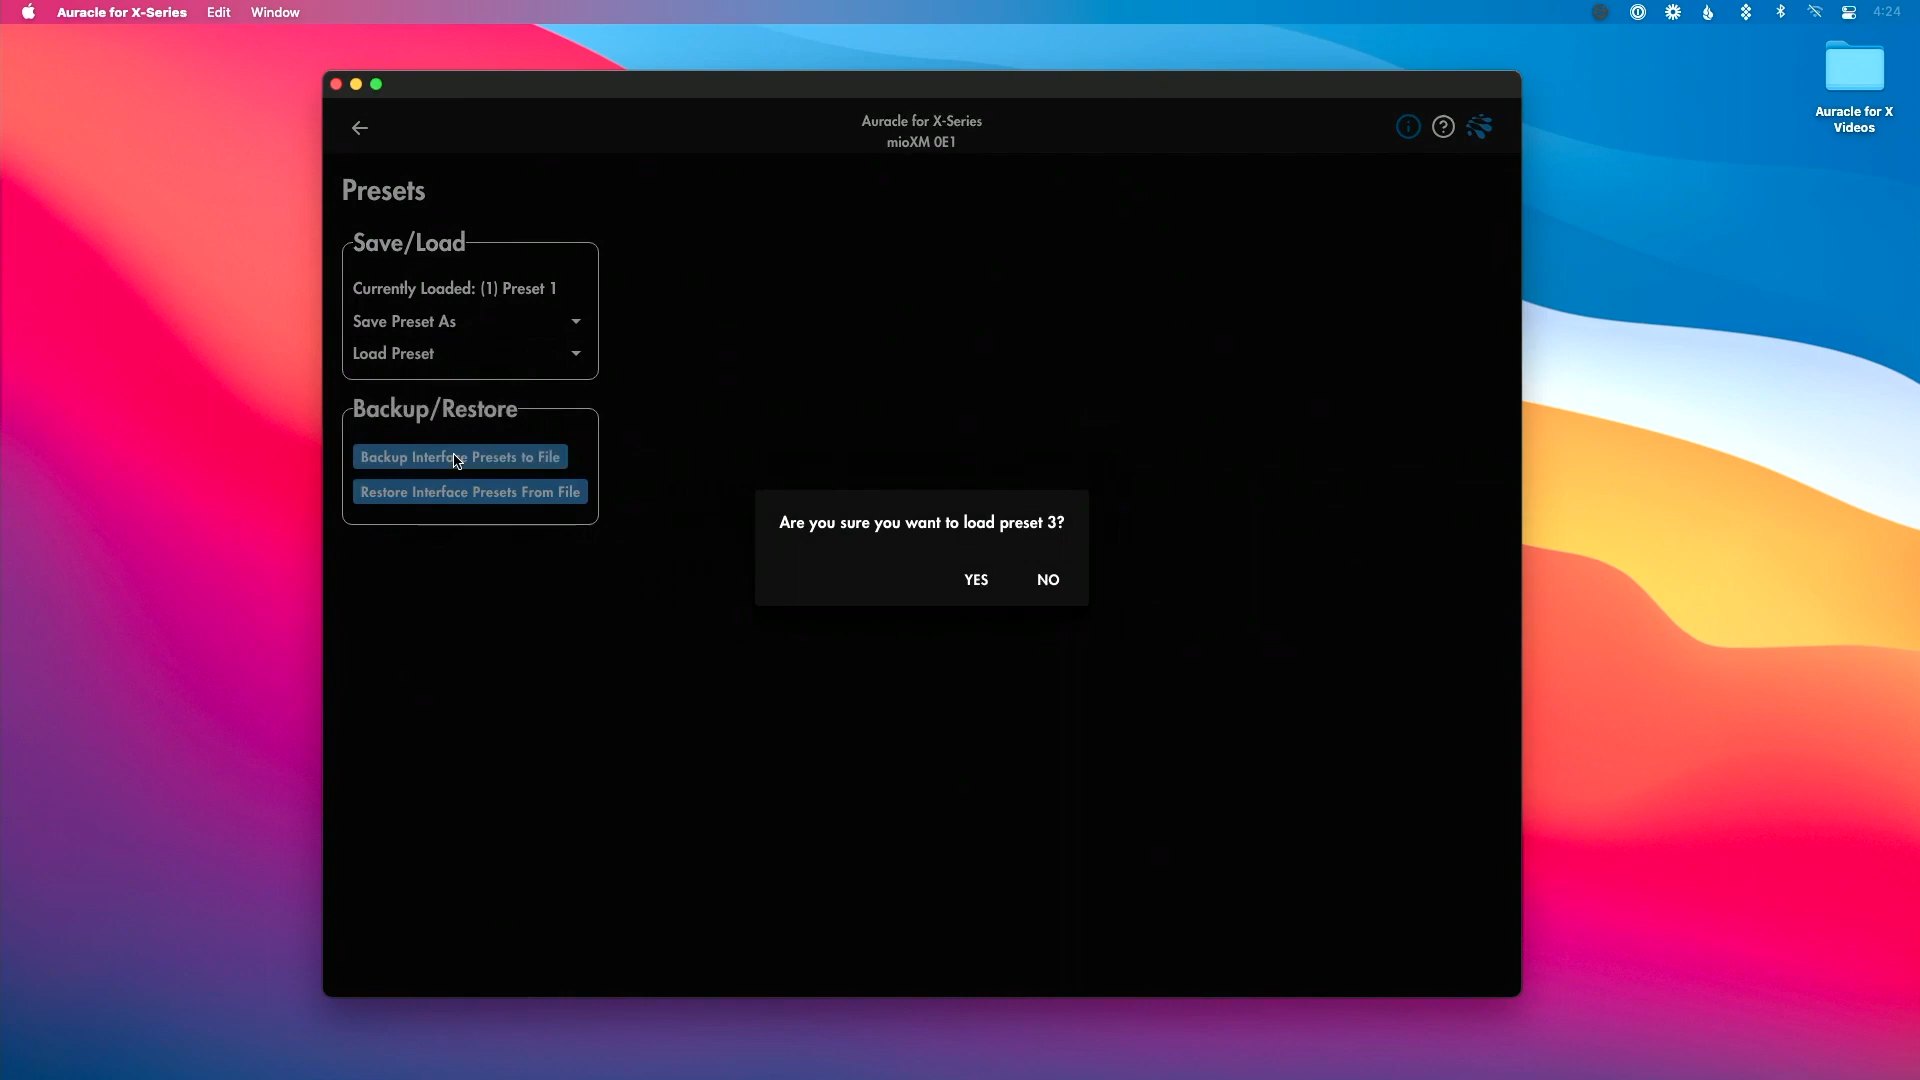 Auracle for X-Series Edit Window
4:24
Auracle for X
Videos
Auracle for X-Series
mioXM 0E1
Presets
Save/Load
Currently Loaded: (1) Preset 1
Save Preset As
Load Preset
Backup/Restore
Backup Interface Presets to File
Restore Interface Presets From File
Are you sure you want to load preset 3?
YES NO